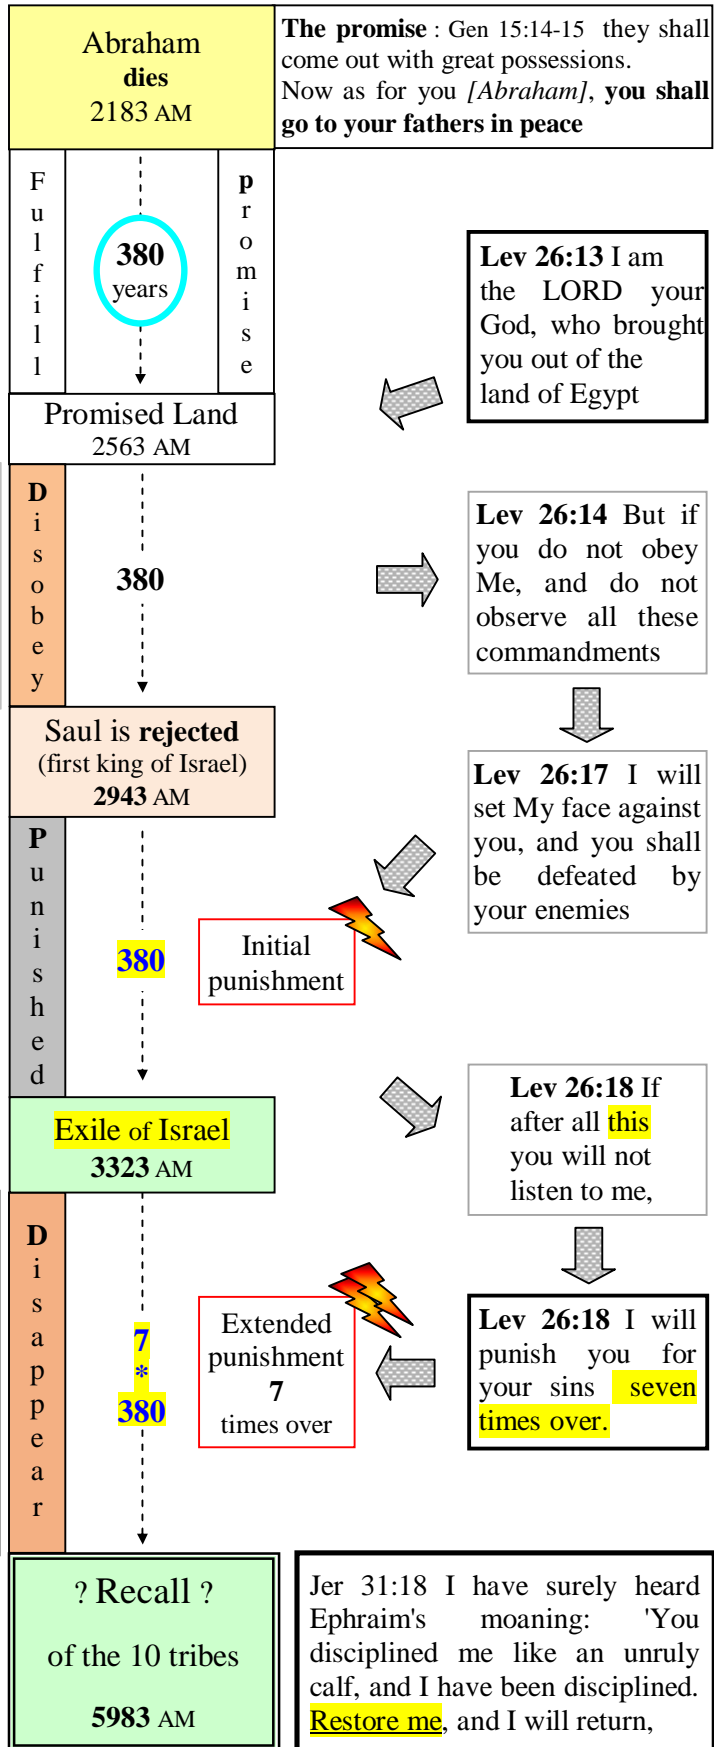 Abraham
dies
2183 AM
The promise : Gen 15:14-15 they shall
come out with great possessions.
Now as for you [Abraham], you shall
go to your fathers in peace
Fulfill
promise
380
years
Lev 26:13 I am
the LORD your
God, who brought
you out of the
land of Egypt
Promised Land
2563 AM
Disobey
380
Lev 26:14 But if
you do not obey
Me, and do not
observe all these
commandments
Saul is rejected
(first king of Israel)
2943 AM
Lev 26:17 I will
set My face against
you, and you shall
be defeated by
your enemies
Punished
380
Initial
punishment
Exile of Israel
3323 AM
Lev 26:18 If
after all this
you will not
listen to me,
Disappear
7
*
380
Extended
punishment
7
times over
Lev 26:18 I will
punish you for
your sins seven
times over.
? Recall ?
of the 10 tribes
5983 AM
Jer 31:18 I have surely heard
Ephraim's moaning: 'You
disciplined me like an unruly
calf, and I have been disciplined.
Restore me, and I will return,